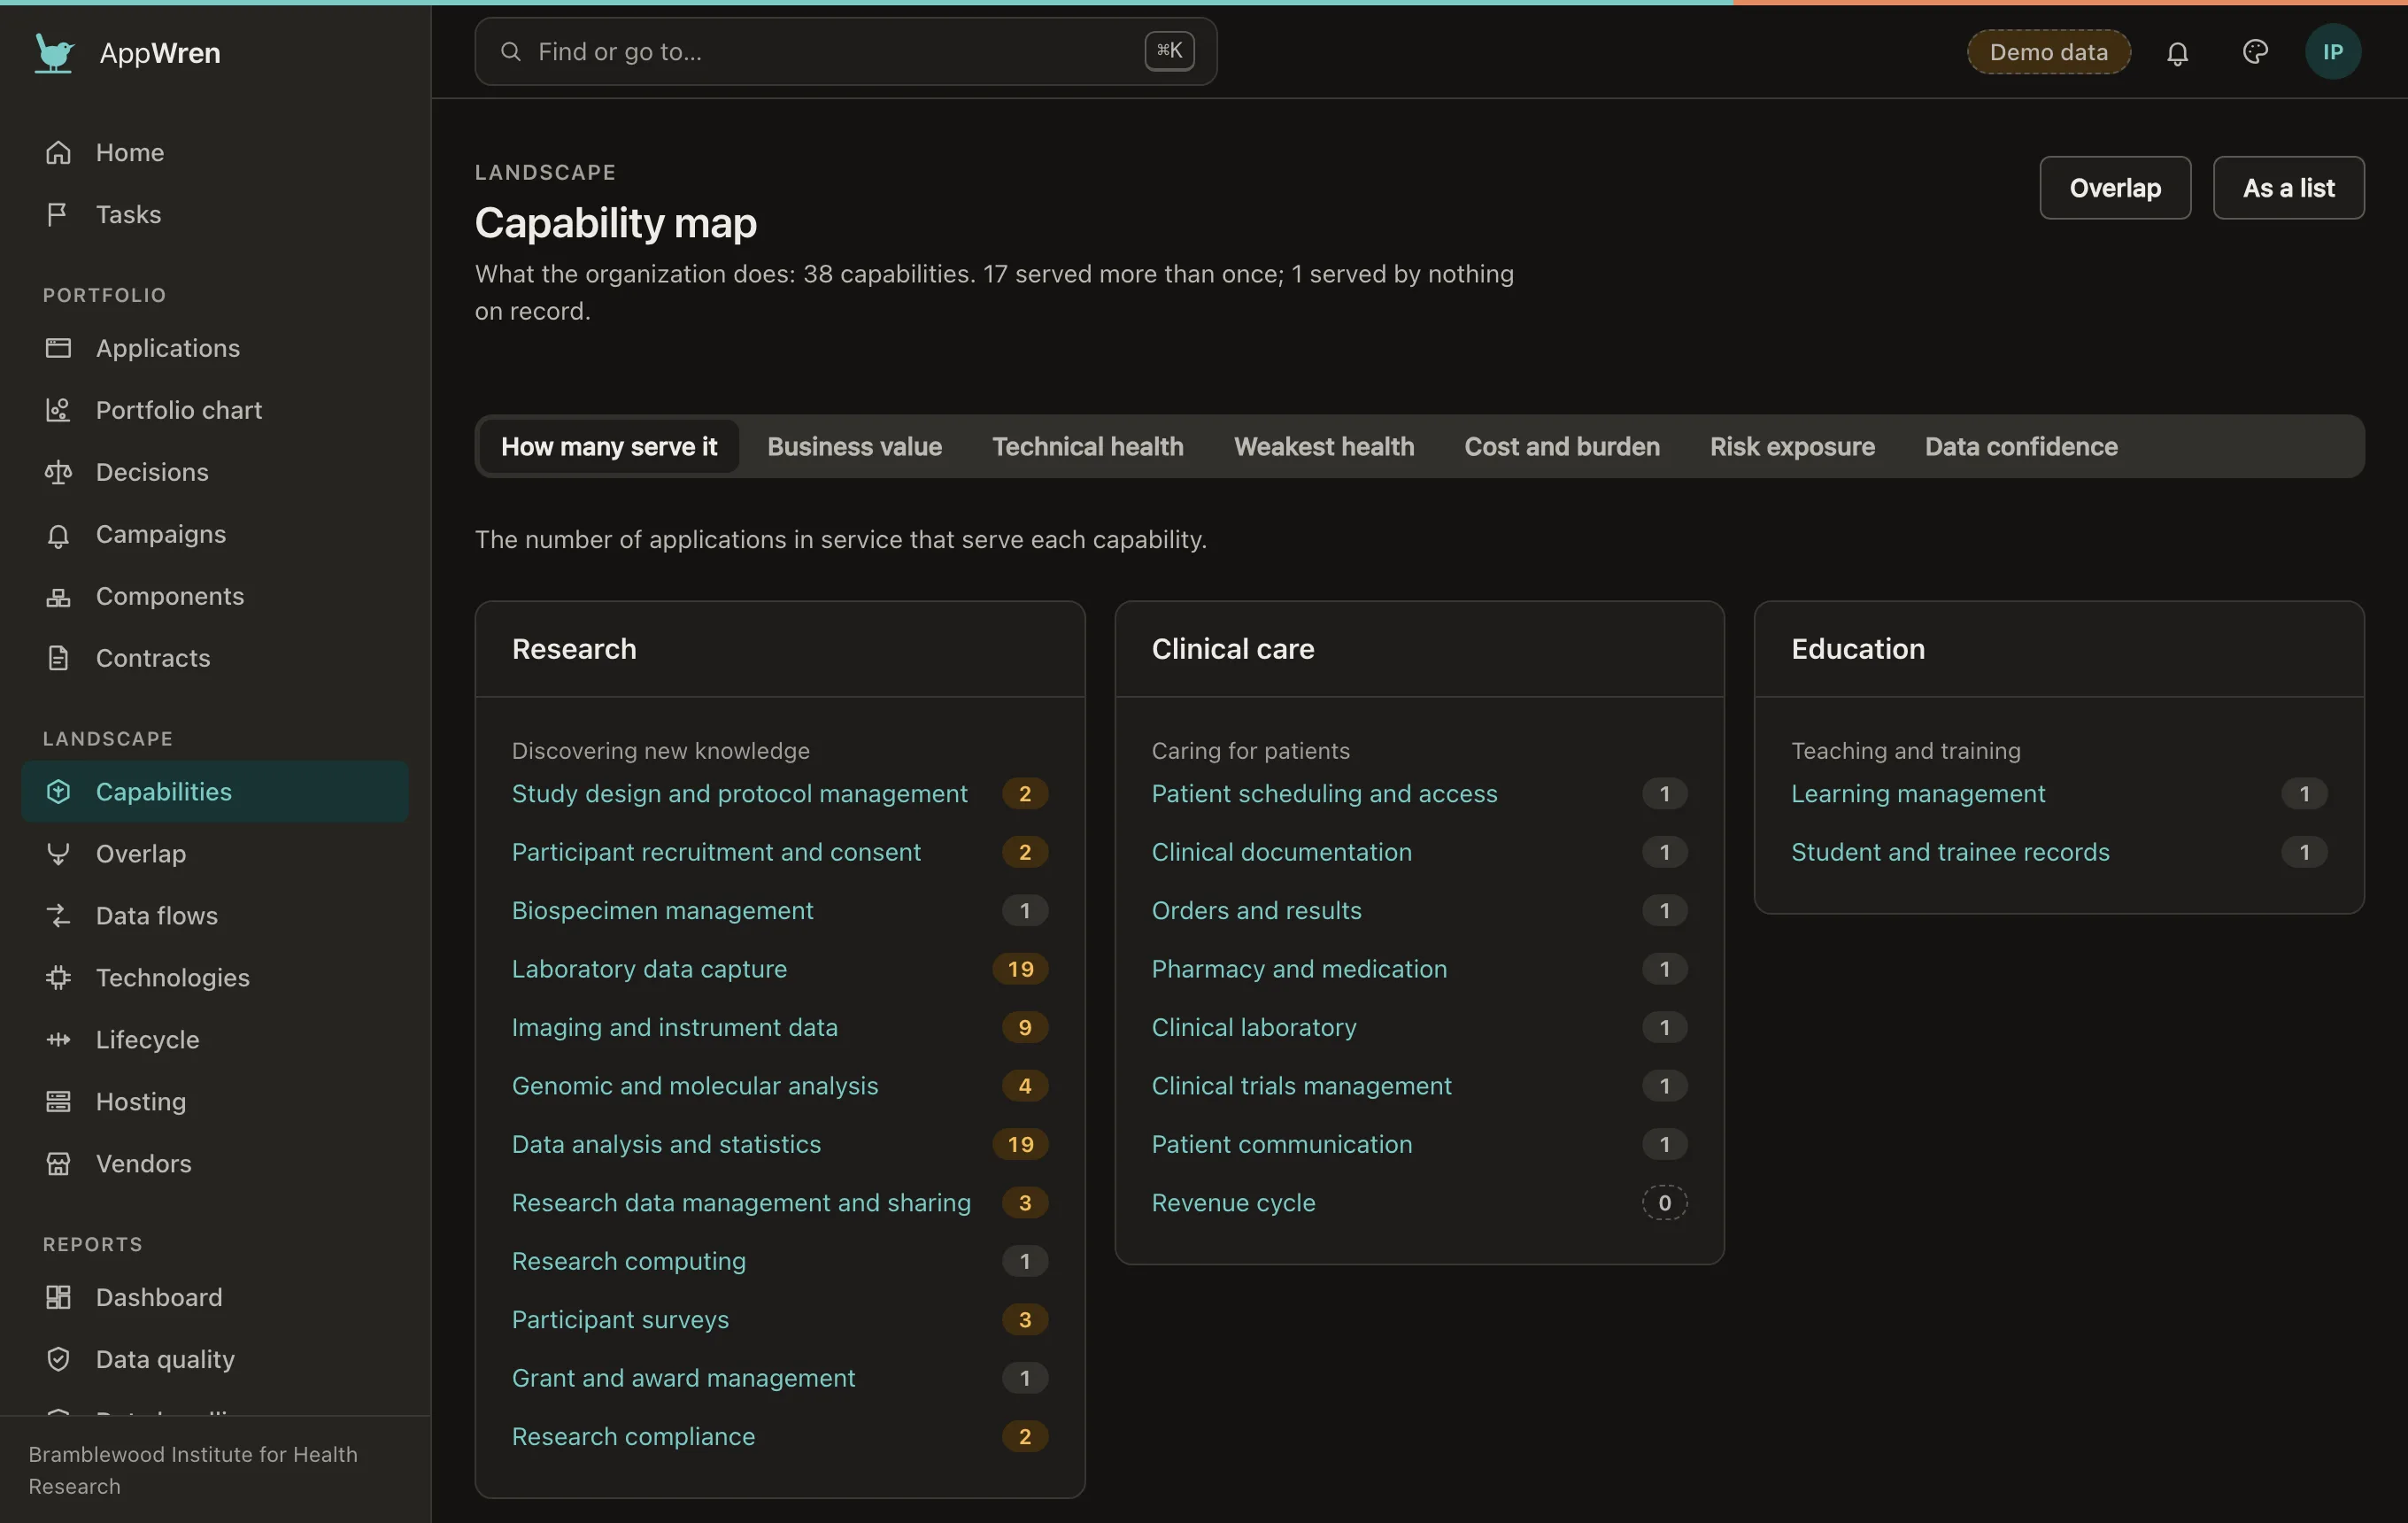 AppWren
Find or go to...
⌘K
Demo data
IP
Home
Tasks
PORTFOLIO
Applications
Portfolio chart
Decisions
Campaigns
Components
Contracts
LANDSCAPE
Capabilities
Overlap
Data flows
Technologies
Lifecycle
Hosting
Vendors
REPORTS
Dashboard
Data quality
Bramblewood Institute for Health
Research
LANDSCAPE
Capability map
What the organization does: 38 capabilities. 17 served more than once; 1 served by nothing
on record.
Overlap
As a list
How many serve it
Business value
Technical health
Weakest health
Cost and burden
Risk exposure
Data confidence
The number of applications in service that serve each capability.
Research
Discovering new knowledge
Study design and protocol management 2
Participant recruitment and consent 2
Biospecimen management 1
Laboratory data capture 19
Imaging and instrument data 9
Genomic and molecular analysis 4
Data analysis and statistics 19
Research data management and sharing 3
Research computing 1
Participant surveys 3
Grant and award management 1
Research compliance 2
Clinical care
Caring for patients
Patient scheduling and access 1
Clinical documentation 1
Orders and results 1
Pharmacy and medication 1
Clinical laboratory 1
Clinical trials management 1
Patient communication 1
Revenue cycle 0
Education
Teaching and training
Learning management 1
Student and trainee records 1